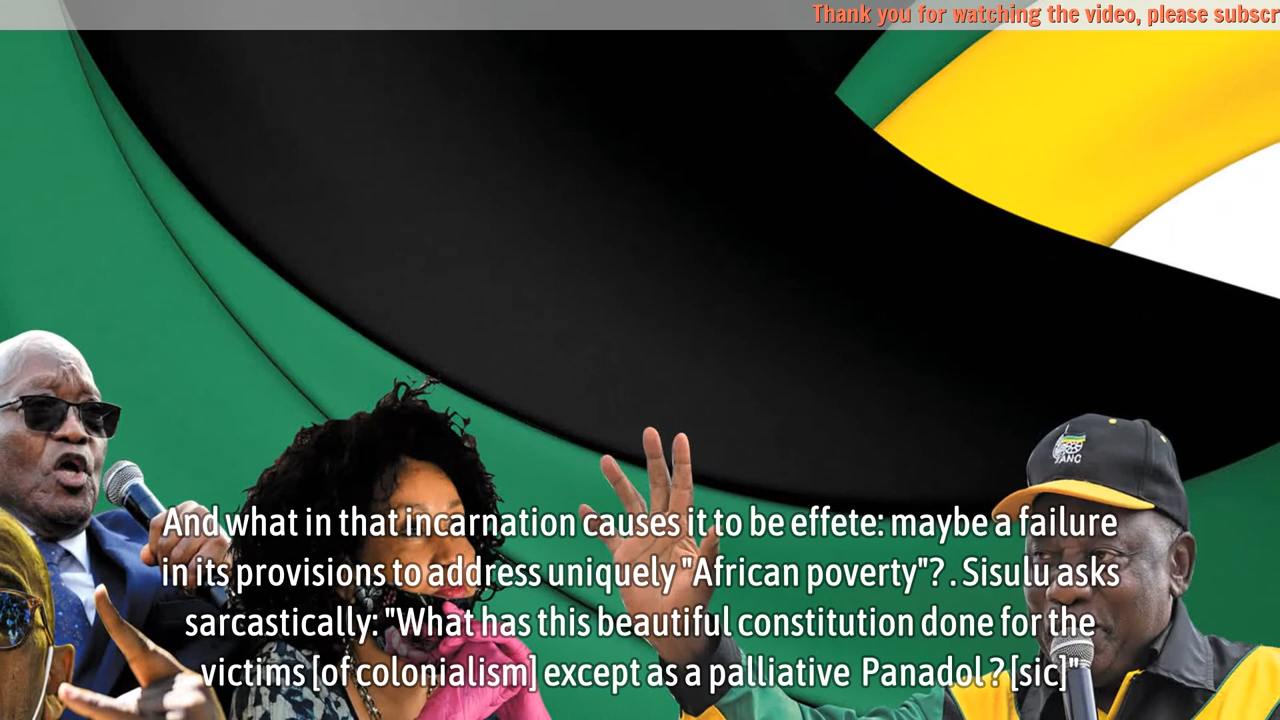 Thank you for watching the video, please subscr
ANC
And what in that incarnation causes it to be effete: maybe a failure
in its provisions to address uniquely "African poverty"? . Sisulu asks
sarcastically: "What has this beautiful constitution done for the
victims [of colonialism] except as a palliative Panadol ? [sic]"